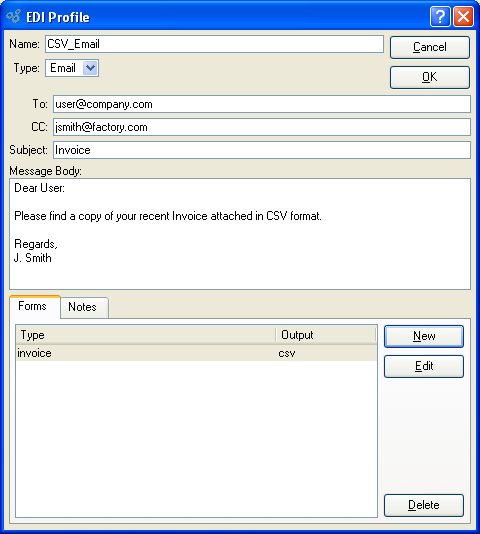 EDI Profile
Name: CSV_Email
Cancel
Type: Email
OK
To: user@company.com
CC: jsmith@factory.com
Subject: Invoice
Message Body:
Dear User:
Please find a copy of your recent Invoice attached in CSV format.
Regards,
J. Smith
Forms Notes
Type Output
New
invoice csv
Edit
Delete